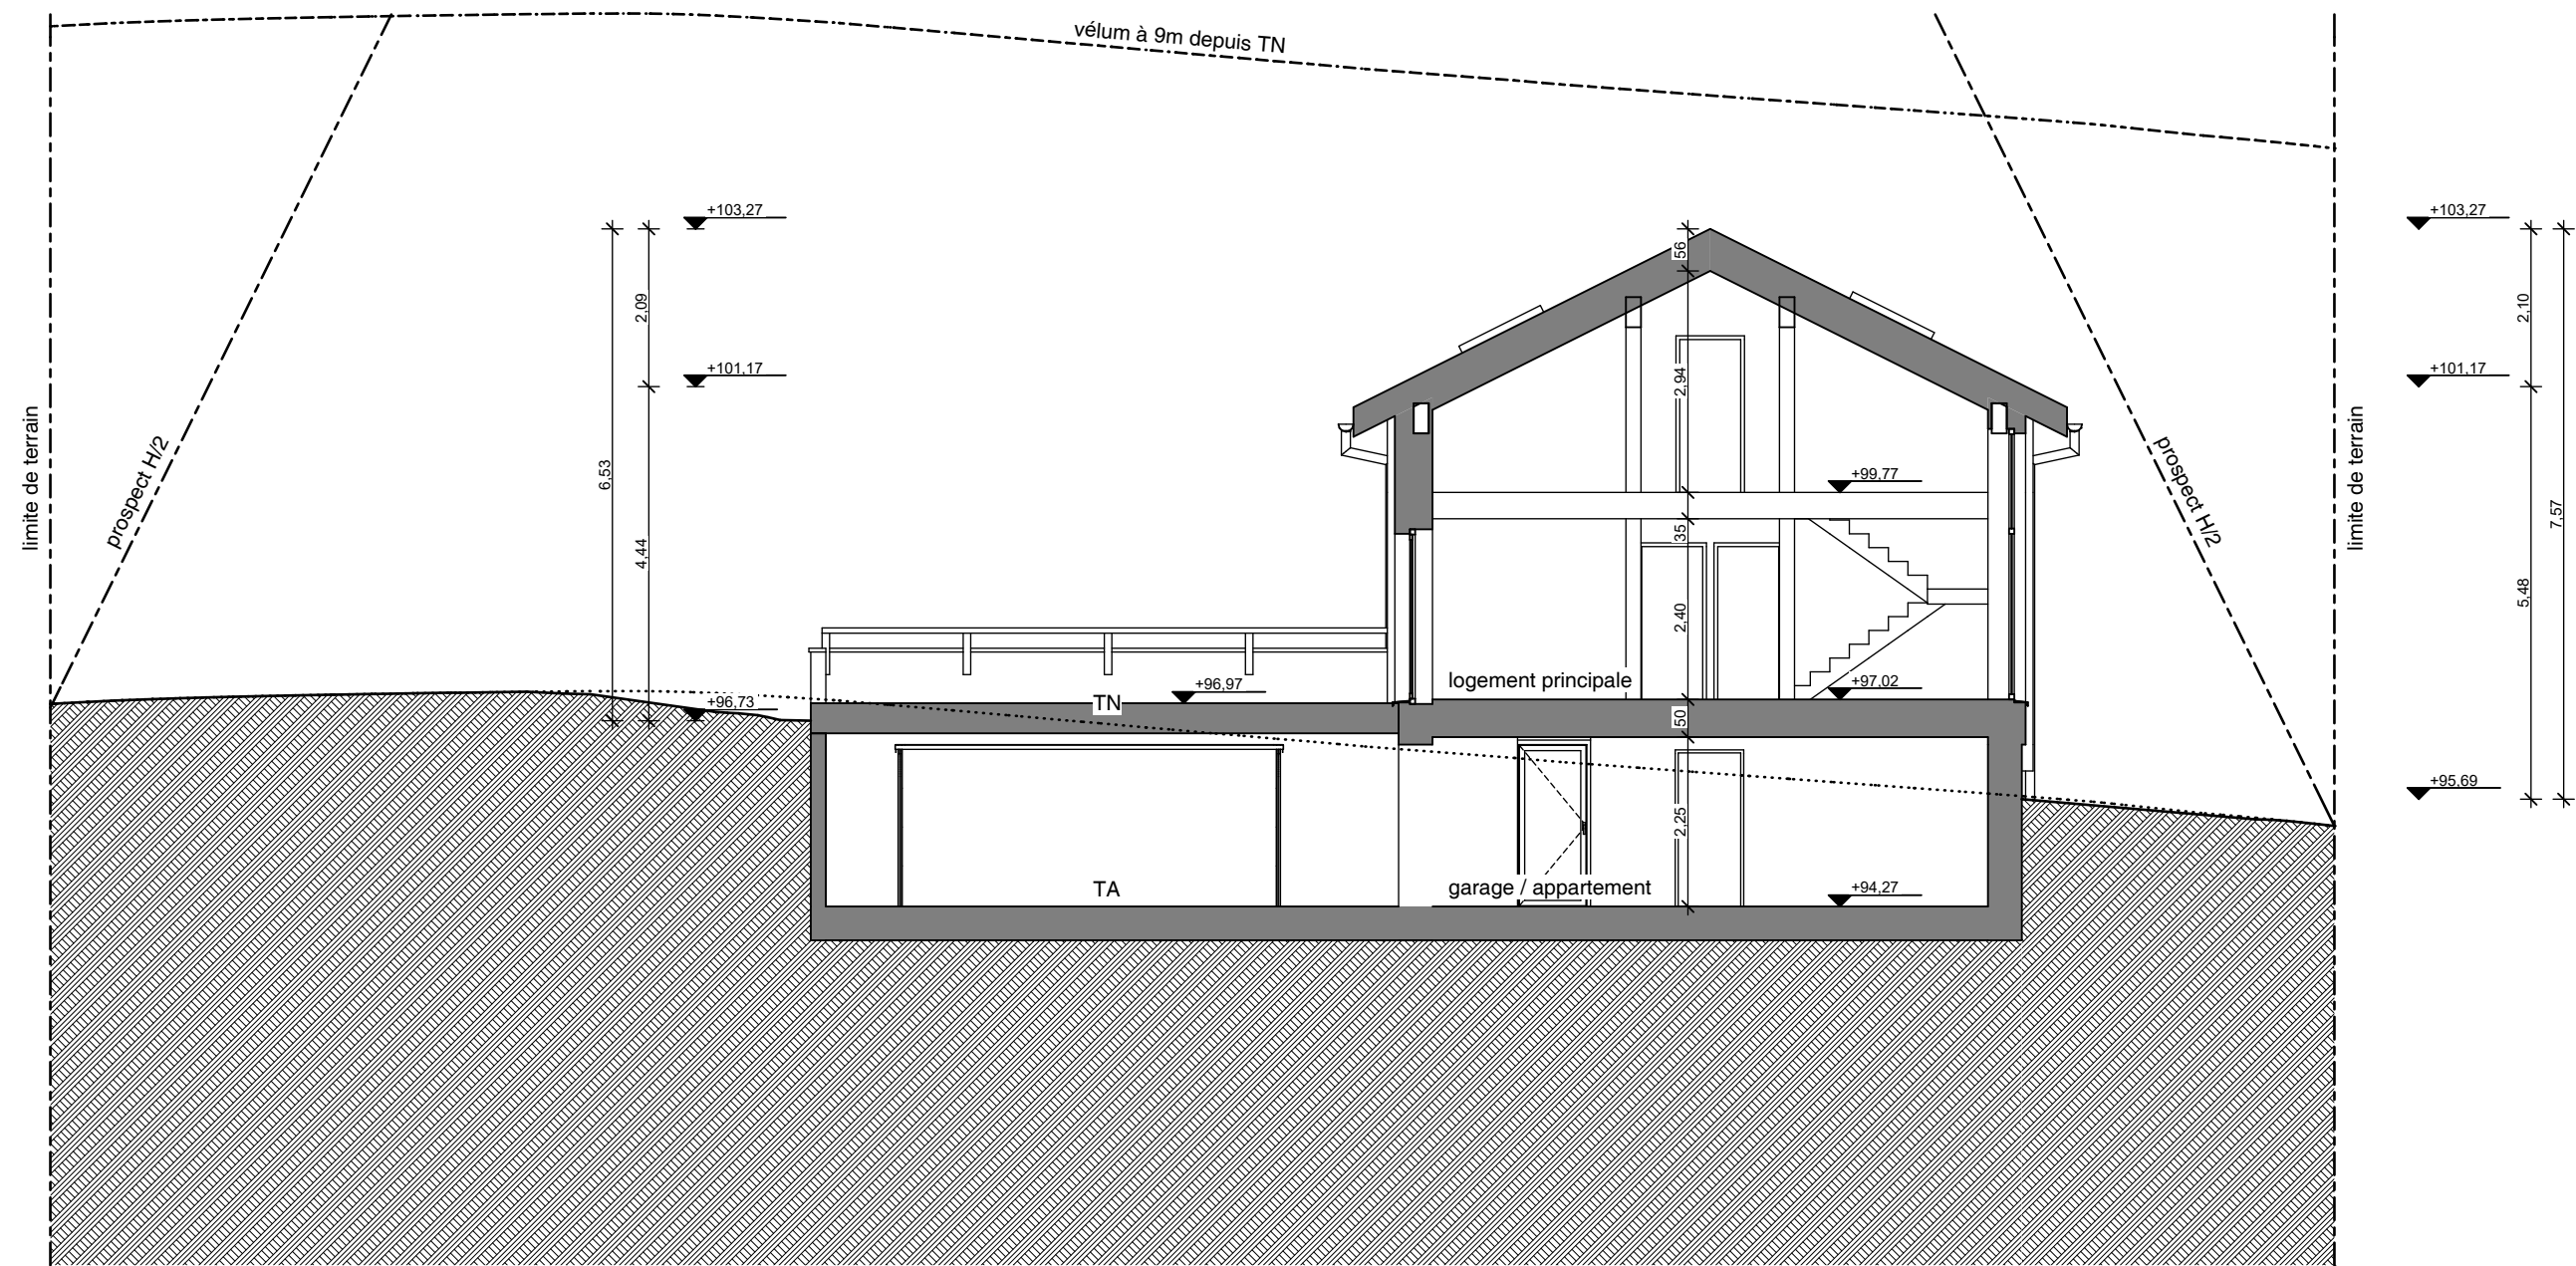 vélum à 9m depuis TN
+103,27
+103,27
56
2,09
2,10
+101,17
+101,17
2,94
limite de terrain
prospect H/2
6,53
4,44
+99,77
35
2,40
prospect H/2
limite de terrain
7,57
5,48
logement principale
+96,97
+97,02
+96,73
TN
50
+95,69
2,25
TA
garage / appartement
+94,27